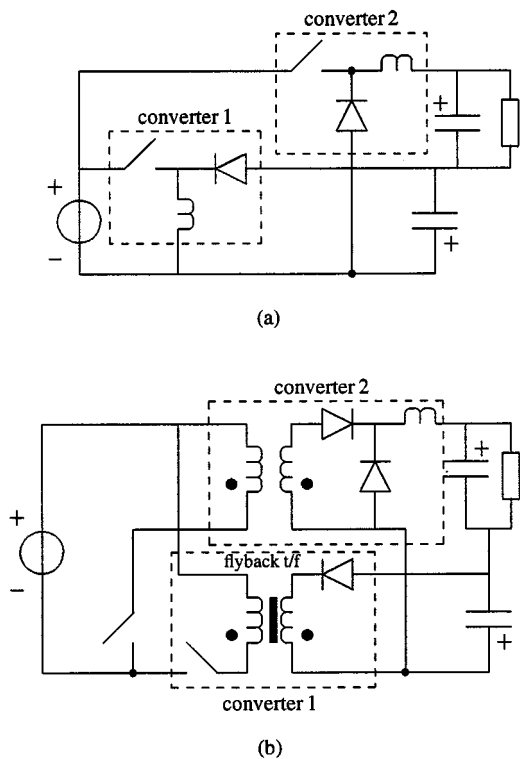 converter 2
converter 1
+
+
−
+
(a)
converter 2
+
+
−
flyback t/f
+
converter 1
(b)